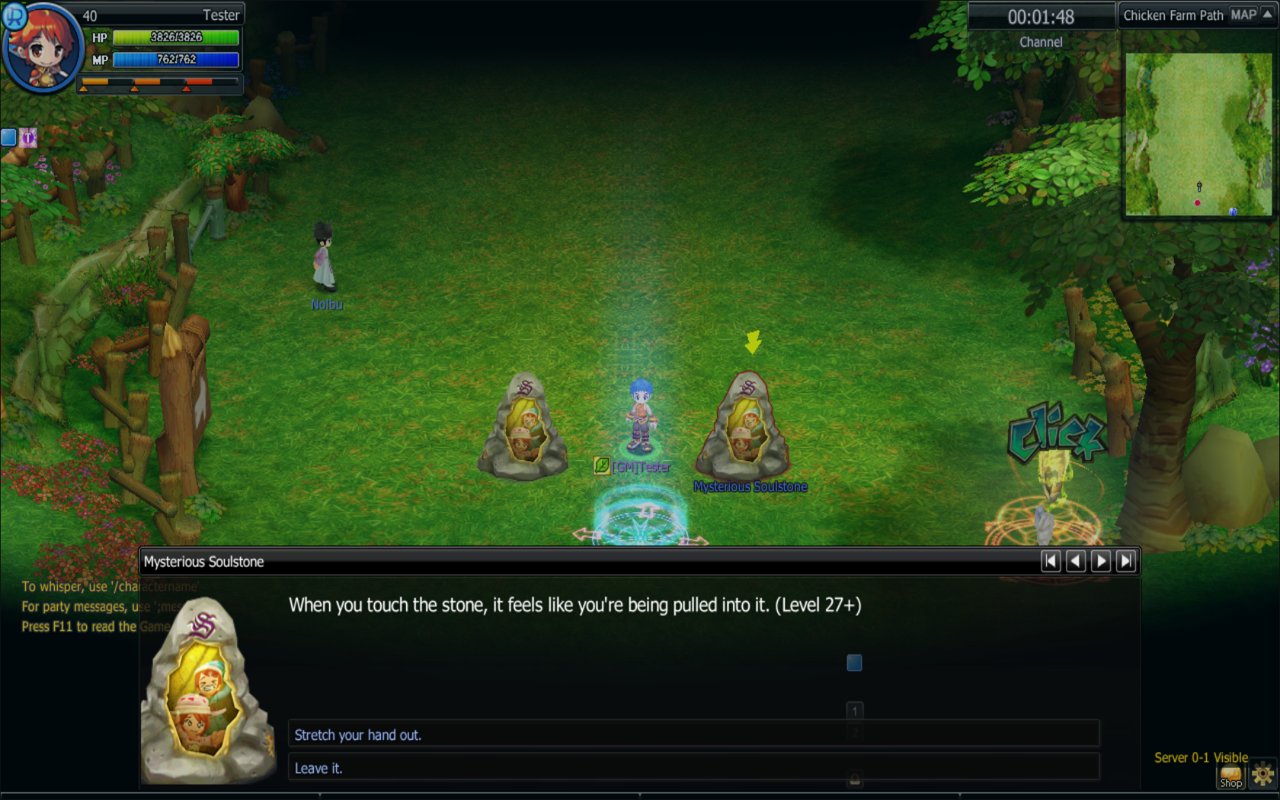 40
Tester
HP
3826/3826
MP
762/762
00:01:48
Channel
Chicken Farm Path
MAP
Nolbu
Click
[GM]Tester
Mysterious Soulstone
Mysterious Soulstone
To whisper, use '/charactername'
For party messages, use ';mes
Press F11 to read the Game
When you touch the stone, it feels like you're being pulled into it. (Level 27+)
1
2
Stretch your hand out.
Leave it.
Server 0-1 Visible
Shop